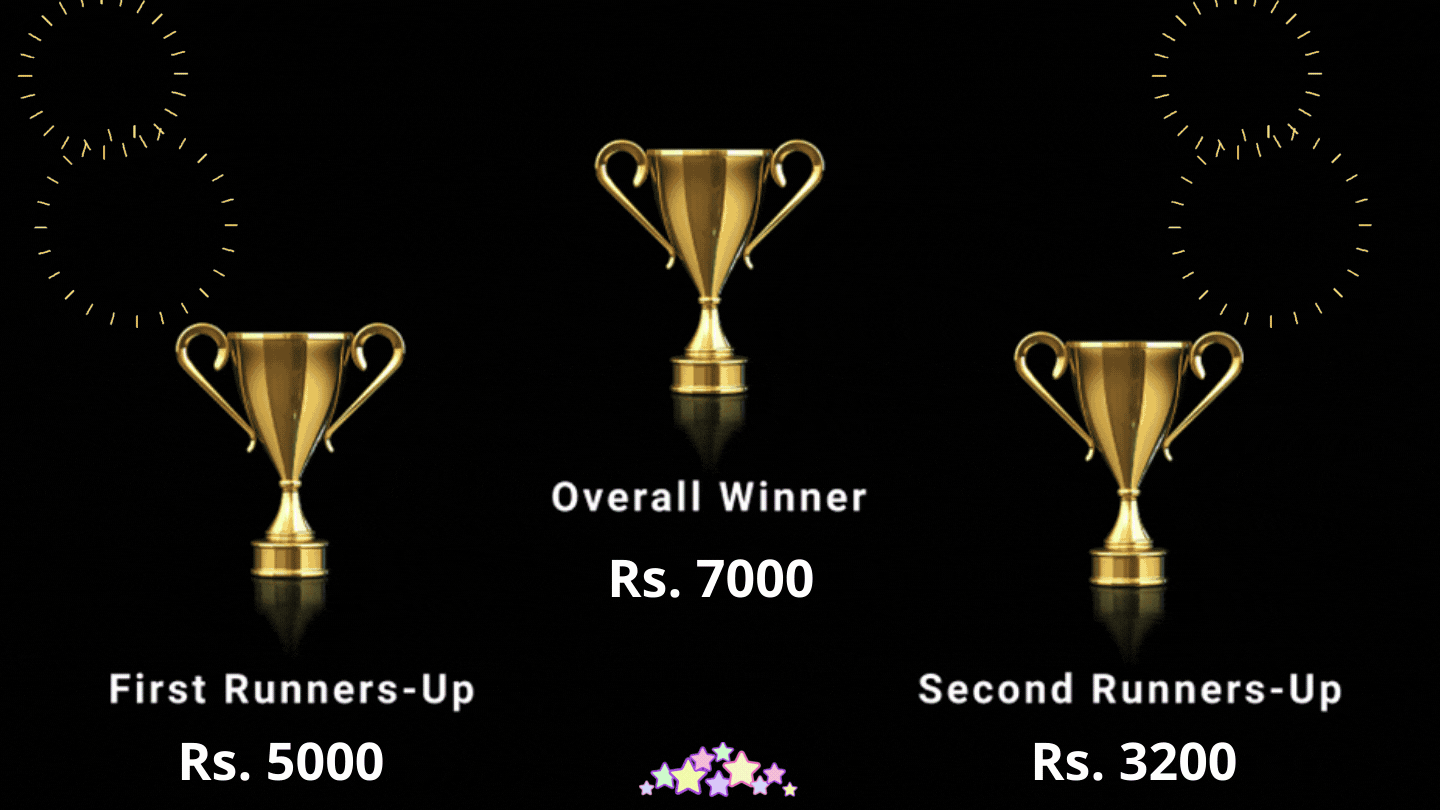 Overall Winner
Rs. 7000
First Runners-Up
Rs. 5000
Second Runners-Up
Rs. 3200